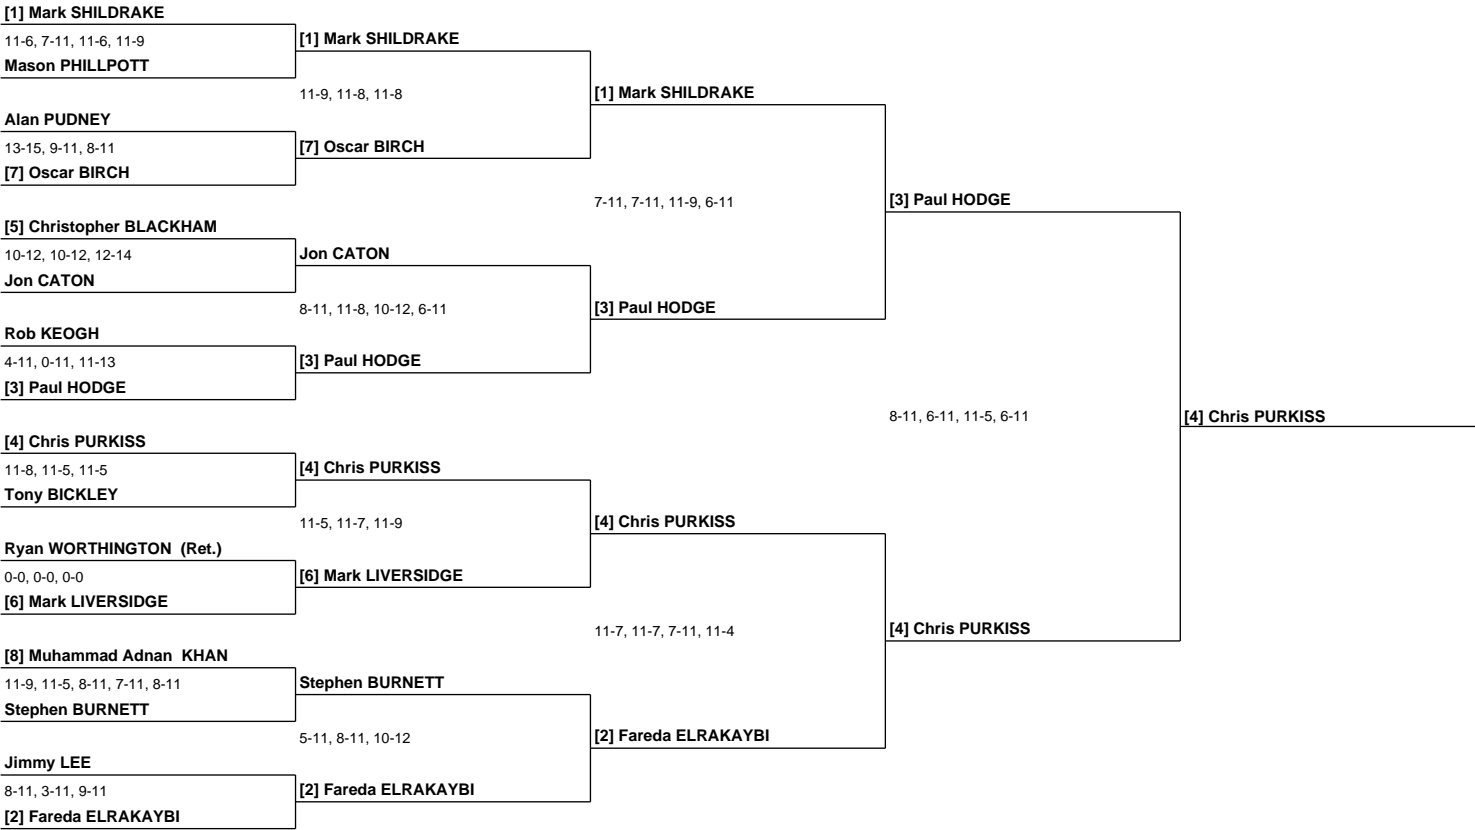 [1] Mark SHILDRAKE
11-6, 7-11, 11-6, 11-9
Mason PHILLPOTT
Alan PUDNEY
13-15, 9-11, 8-11
[7] Oscar BIRCH
[5] Christopher BLACKHAM
10-12, 10-12, 12-14
Jon CATON
Rob KEOGH
4-11, 0-11, 11-13
[3] Paul HODGE
[4] Chris PURKISS
11-8, 11-5, 11-5
Tony BICKLEY
Ryan WORTHINGTON  (Ret.)
0-0, 0-0, 0-0
[6] Mark LIVERSIDGE
[8] Muhammad Adnan  KHAN
11-9, 11-5, 8-11, 7-11, 8-11
Stephen BURNETT
Jimmy LEE
8-11, 3-11, 9-11
[2] Fareda ELRAKAYBI
[1] Mark SHILDRAKE
11-9, 11-8, 11-8
[7] Oscar BIRCH
Jon CATON
8-11, 11-8, 10-12, 6-11
[3] Paul HODGE
[4] Chris PURKISS
11-5, 11-7, 11-9
[6] Mark LIVERSIDGE
Stephen BURNETT
5-11, 8-11, 10-12
[2] Fareda ELRAKAYBI
[1] Mark SHILDRAKE
7-11, 7-11, 11-9, 6-11
[3] Paul HODGE
[4] Chris PURKISS
11-7, 11-7, 7-11, 11-4
[2] Fareda ELRAKAYBI
[3] Paul HODGE
8-11, 6-11, 11-5, 6-11
[4] Chris PURKISS
[4] Chris PURKISS